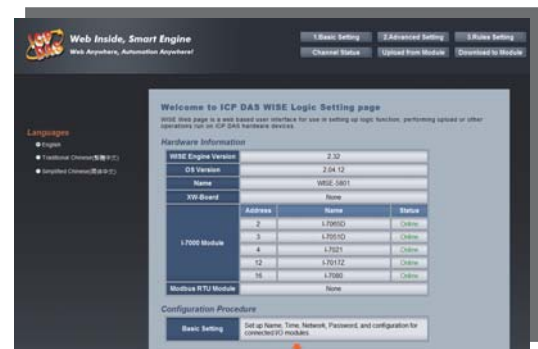 ICP DAS
Web Inside, Smart Engine
Web Anywhere, Automation Anywhere!
1.Basic Setting
2.Advanced Setting
3.Rules Setting
Channel Status
Upload from Module
Download to Module
Languages
English
Traditional Chinese(繁體中文)
Simplified Chinese(简体中文)
Welcome to ICP DAS WISE Logic Setting page
WISE Web page is a web based user interface for use in setting up logic function, performing upload or other
operations run on ICP DAS hardware devices.
Hardware Information
WISE Engine Version 2.32
OS Version 2.04.12
Name WISE-5801
XW-Board None
I-7000 Module
Address Name Status
2 I-7065D Online
3 I-7051D Online
4 I-7021 Online
12 I-7017Z Online
16 I-7080 Online
Modbus RTU Module None
Configuration Procedure
Basic Setting
Set up Name, Time, Network, Password, and configuration for
connected I/O modules.